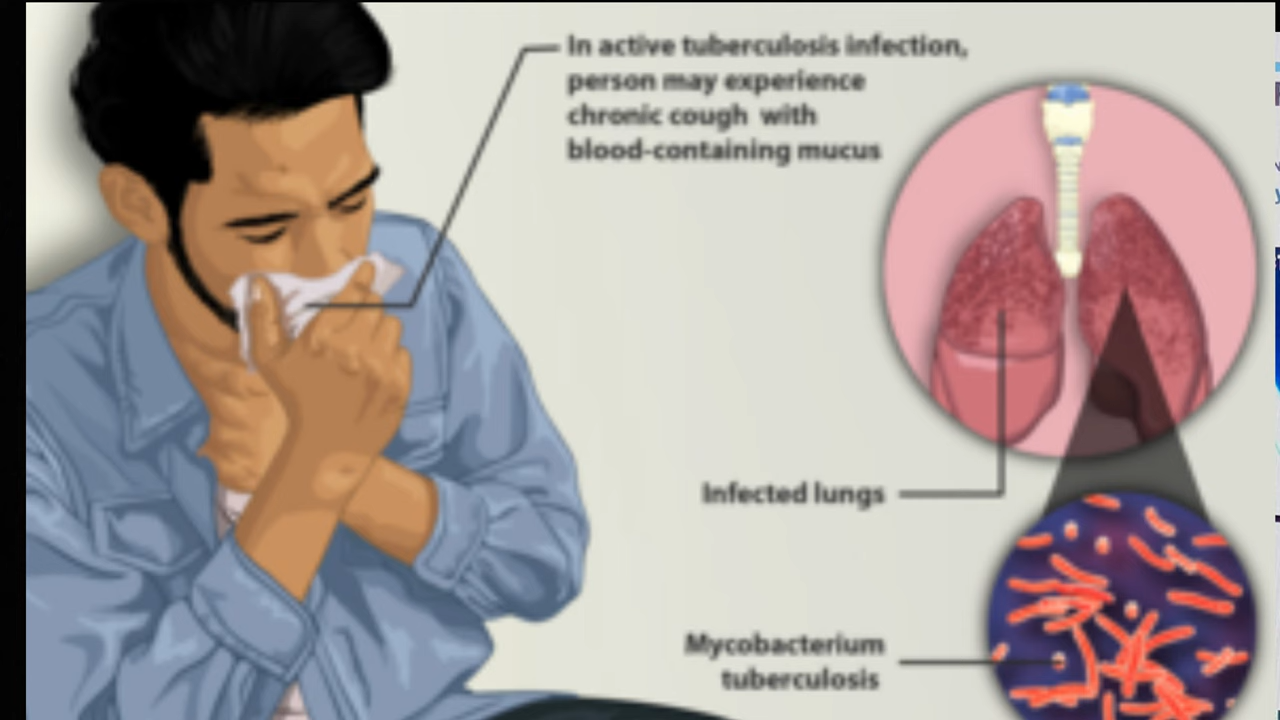 In active tuberculosis infection,
person may experience
chronic cough with
blood-containing mucus
Infected lungs
Mycobacterium
tuberculosis